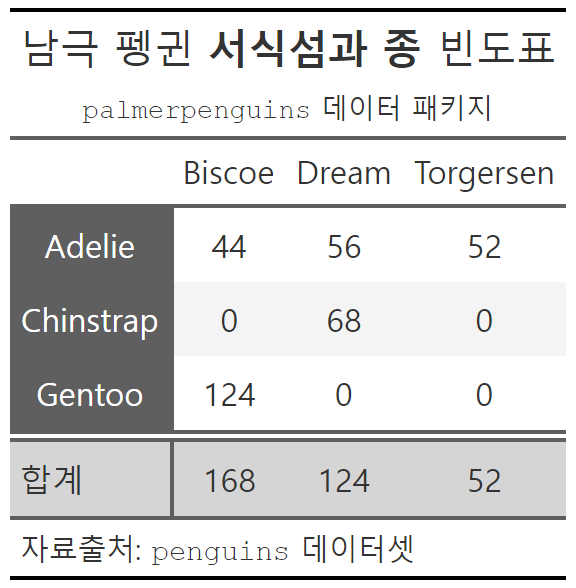 남극 펭귄 서식섬과 종 빈도표
palmerpenguins 데이터 패키지
Biscoe Dream Torgersen
Adelie 44 56 52
Chinstrap 0 68 0
Gentoo 124 0 0
합계 168 124 52
자료출처: penguins 데이터셋